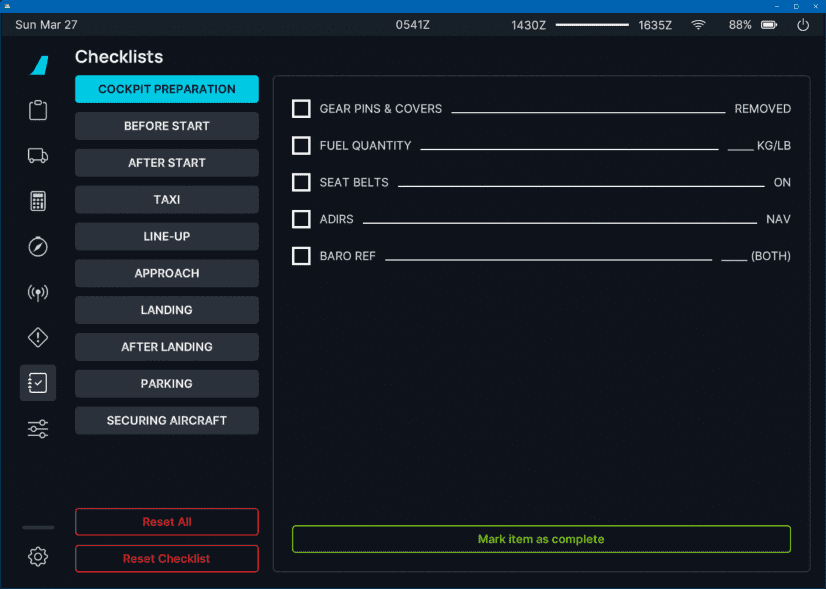 Sun Mar 27 0541Z 1430Z 1635Z 88%
Checklists
COCKPIT PREPARATION
BEFORE START
AFTER START
TAXI
LINE-UP
APPROACH
LANDING
AFTER LANDING
PARKING
SECURING AIRCRAFT
Reset All
Reset Checklist
GEAR PINS & COVERS REMOVED
FUEL QUANTITY ___ KG/LB
SEAT BELTS ON
ADIRS NAV
BARO REF ___ (BOTH)
Mark item as complete